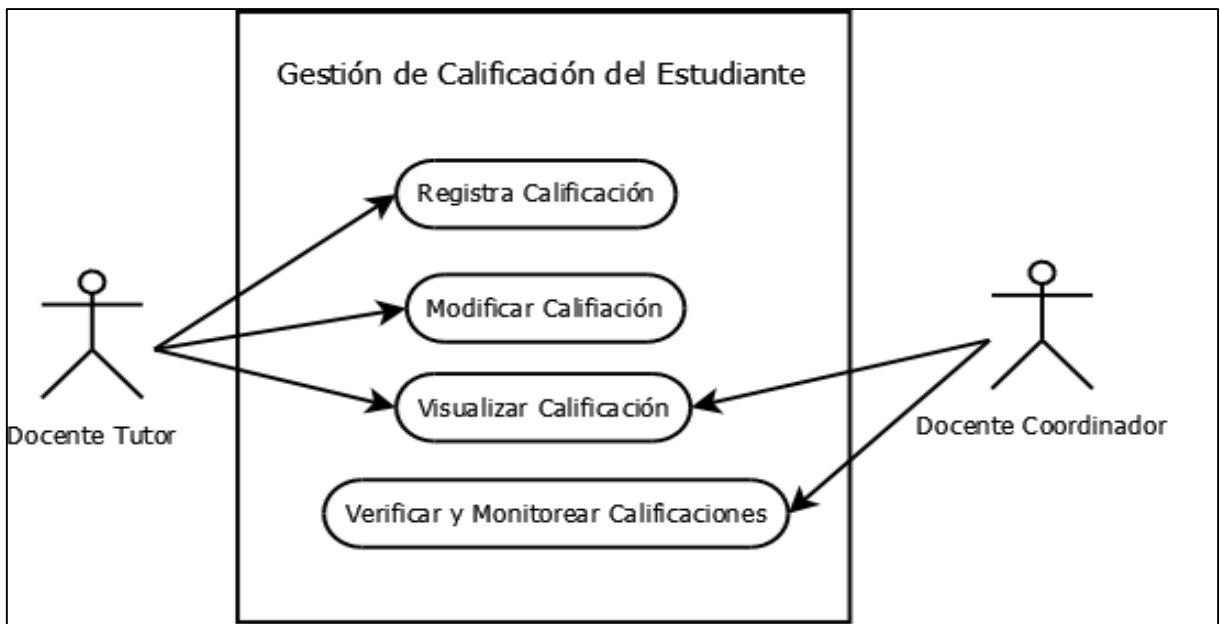 Gestión de Calificación del Estudiante
Registra Calificación
Modificar Califiación
Visualizar Calificación
Verificar y Monitorear Calificaciones
Docente Tutor
Docente Coordinador